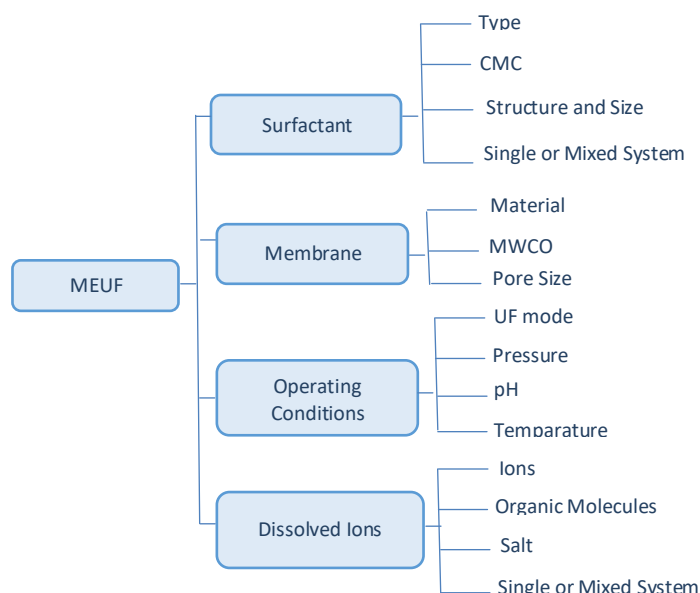 Type
CMC
Structure and Size
Single or Mixed System
Surfactant
Material
MWCO
Pore Size
Membrane
MEUF
UF mode
Pressure
pH
Temparature
Operating
Conditions
Ions
Organic Molecules
Salt
Single or Mixed System
Dissolved Ions